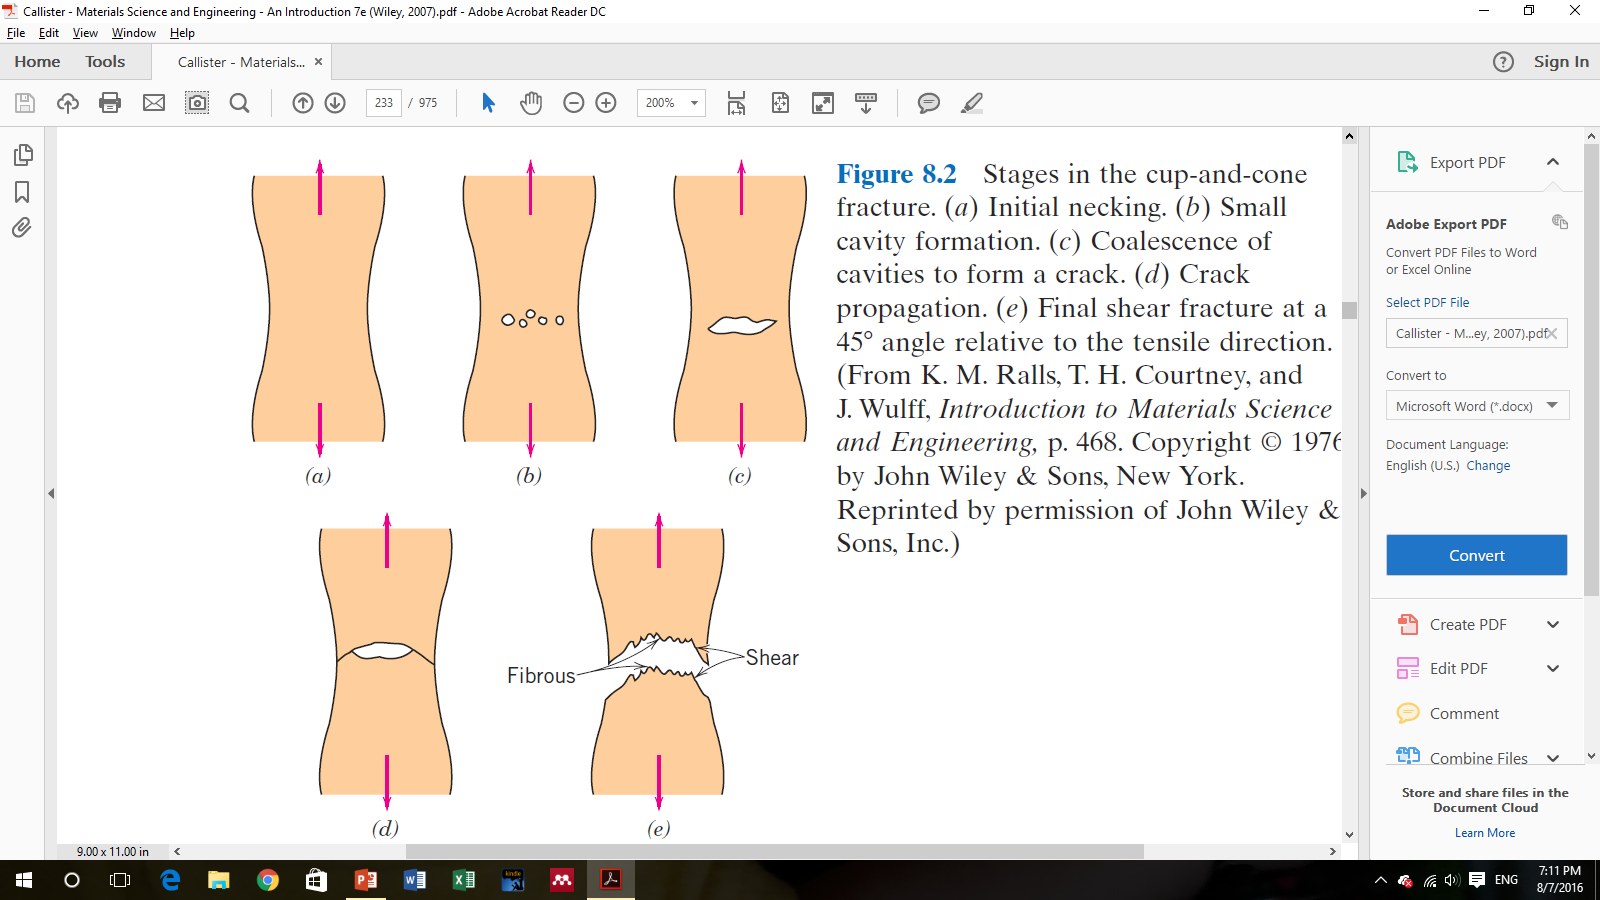 Callister - Materials Science and Engineering - An Introduction 7e (Wiley, 2007).pdf - Adobe Acrobat Reader DC
File Edit View Window Help
Home Tools Callister - Materials... × Sign In
233 / 975 200%
Figure 8.2 Stages in the cup-and-cone
fracture. (a) Initial necking. (b) Small
cavity formation. (c) Coalescence of
cavities to form a crack. (d) Crack
propagation. (e) Final shear fracture at a
45° angle relative to the tensile direction.
(From K. M. Ralls, T. H. Courtney, and
J. Wulff, Introduction to Materials Science
and Engineering, p. 468. Copyright © 1976
by John Wiley & Sons, New York.
Reprinted by permission of John Wiley &
Sons, Inc.)
(a)
(b)
(c)
Fibrous
Shear
(d)
(e)
9.00 x 11.00 in
Export PDF
Adobe Export PDF
Convert PDF Files to Word
or Excel Online
Select PDF File
Callister - M...ey, 2007).pdf
Convert to
Microsoft Word (*.docx)
Document Language:
English (U.S.) Change
Convert
Create PDF
Edit PDF
Comment
Combine Files
Store and share files in the
Document Cloud
Learn More
kindle
ENG
7:11 PM
8/7/2016